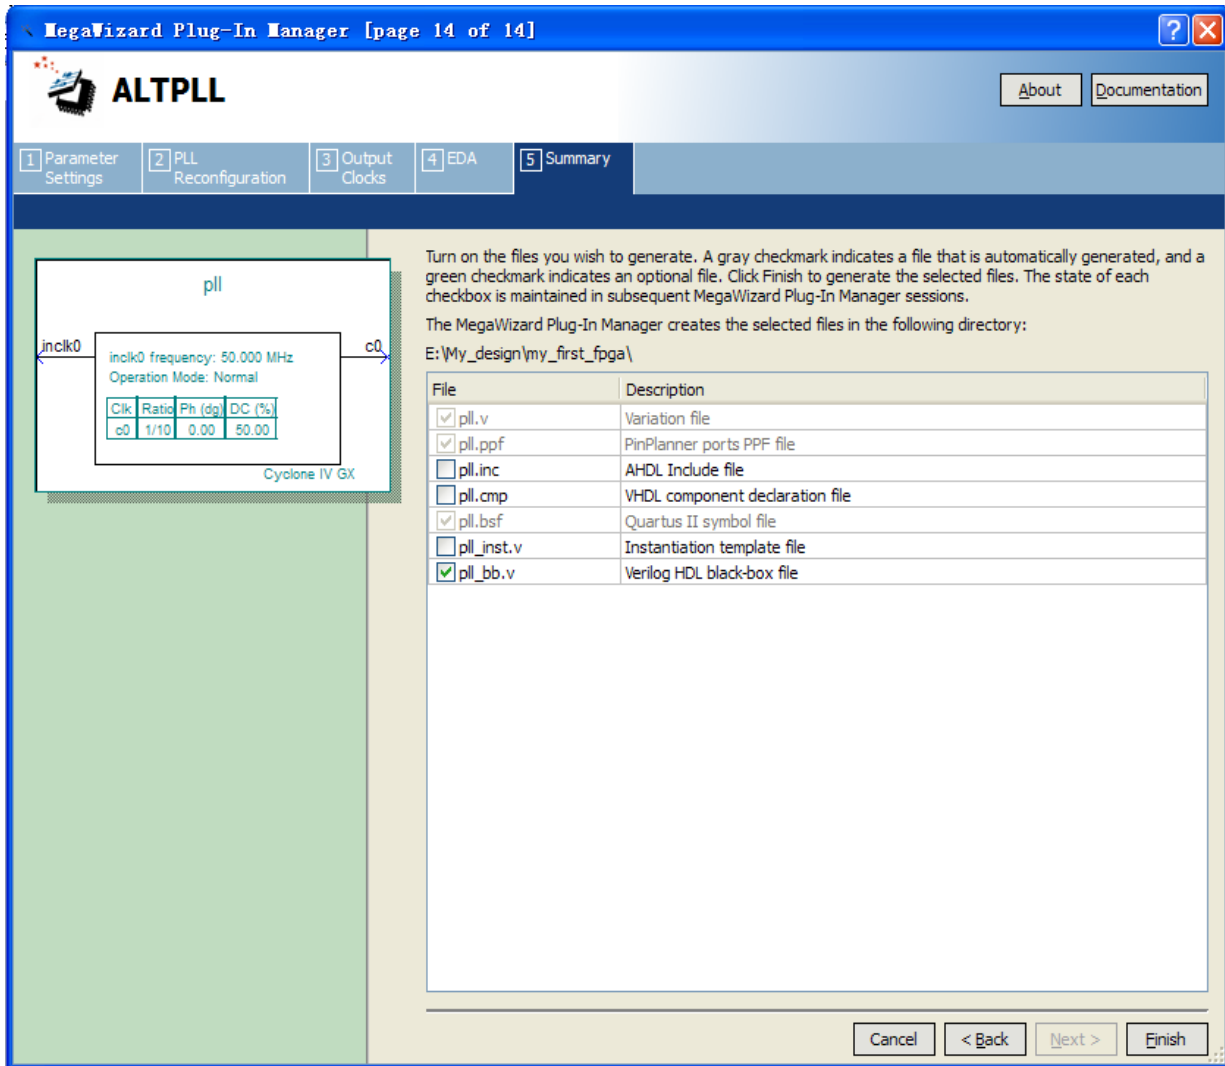 MegaWizard Plug-In Manager [page 14 of 14]
ALTPLL
About
Documentation
1 Parameter Settings
2 PLL Reconfiguration
3 Output Clocks
4 EDA
5 Summary
pll
inclk0
c0
inclk0 frequency: 50.000 MHz
Operation Mode: Normal
Clk Ratio Ph (dg) DC (%)
c0 1/10 0.00 50.00
Cyclone IV GX
Turn on the files you wish to generate. A gray checkmark indicates a file that is automatically generated, and a
green checkmark indicates an optional file. Click Finish to generate the selected files. The state of each
checkbox is maintained in subsequent MegaWizard Plug-In Manager sessions.
The MegaWizard Plug-In Manager creates the selected files in the following directory:
E:\My_design\my_first_fpga\
File Description
pll.v Variation file
pll.ppf PinPlanner ports PPF file
pll.inc AHDL Include file
pll.cmp VHDL component declaration file
pll.bsf Quartus II symbol file
pll_inst.v Instantiation template file
pll_bb.v Verilog HDL black-box file
Cancel
< Back
Next >
Finish